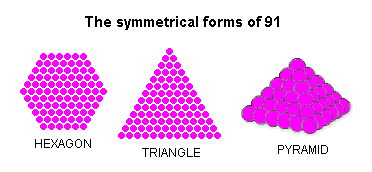 The symmetrical forms of 91
HEXAGON
TRIANGLE
PYRAMID